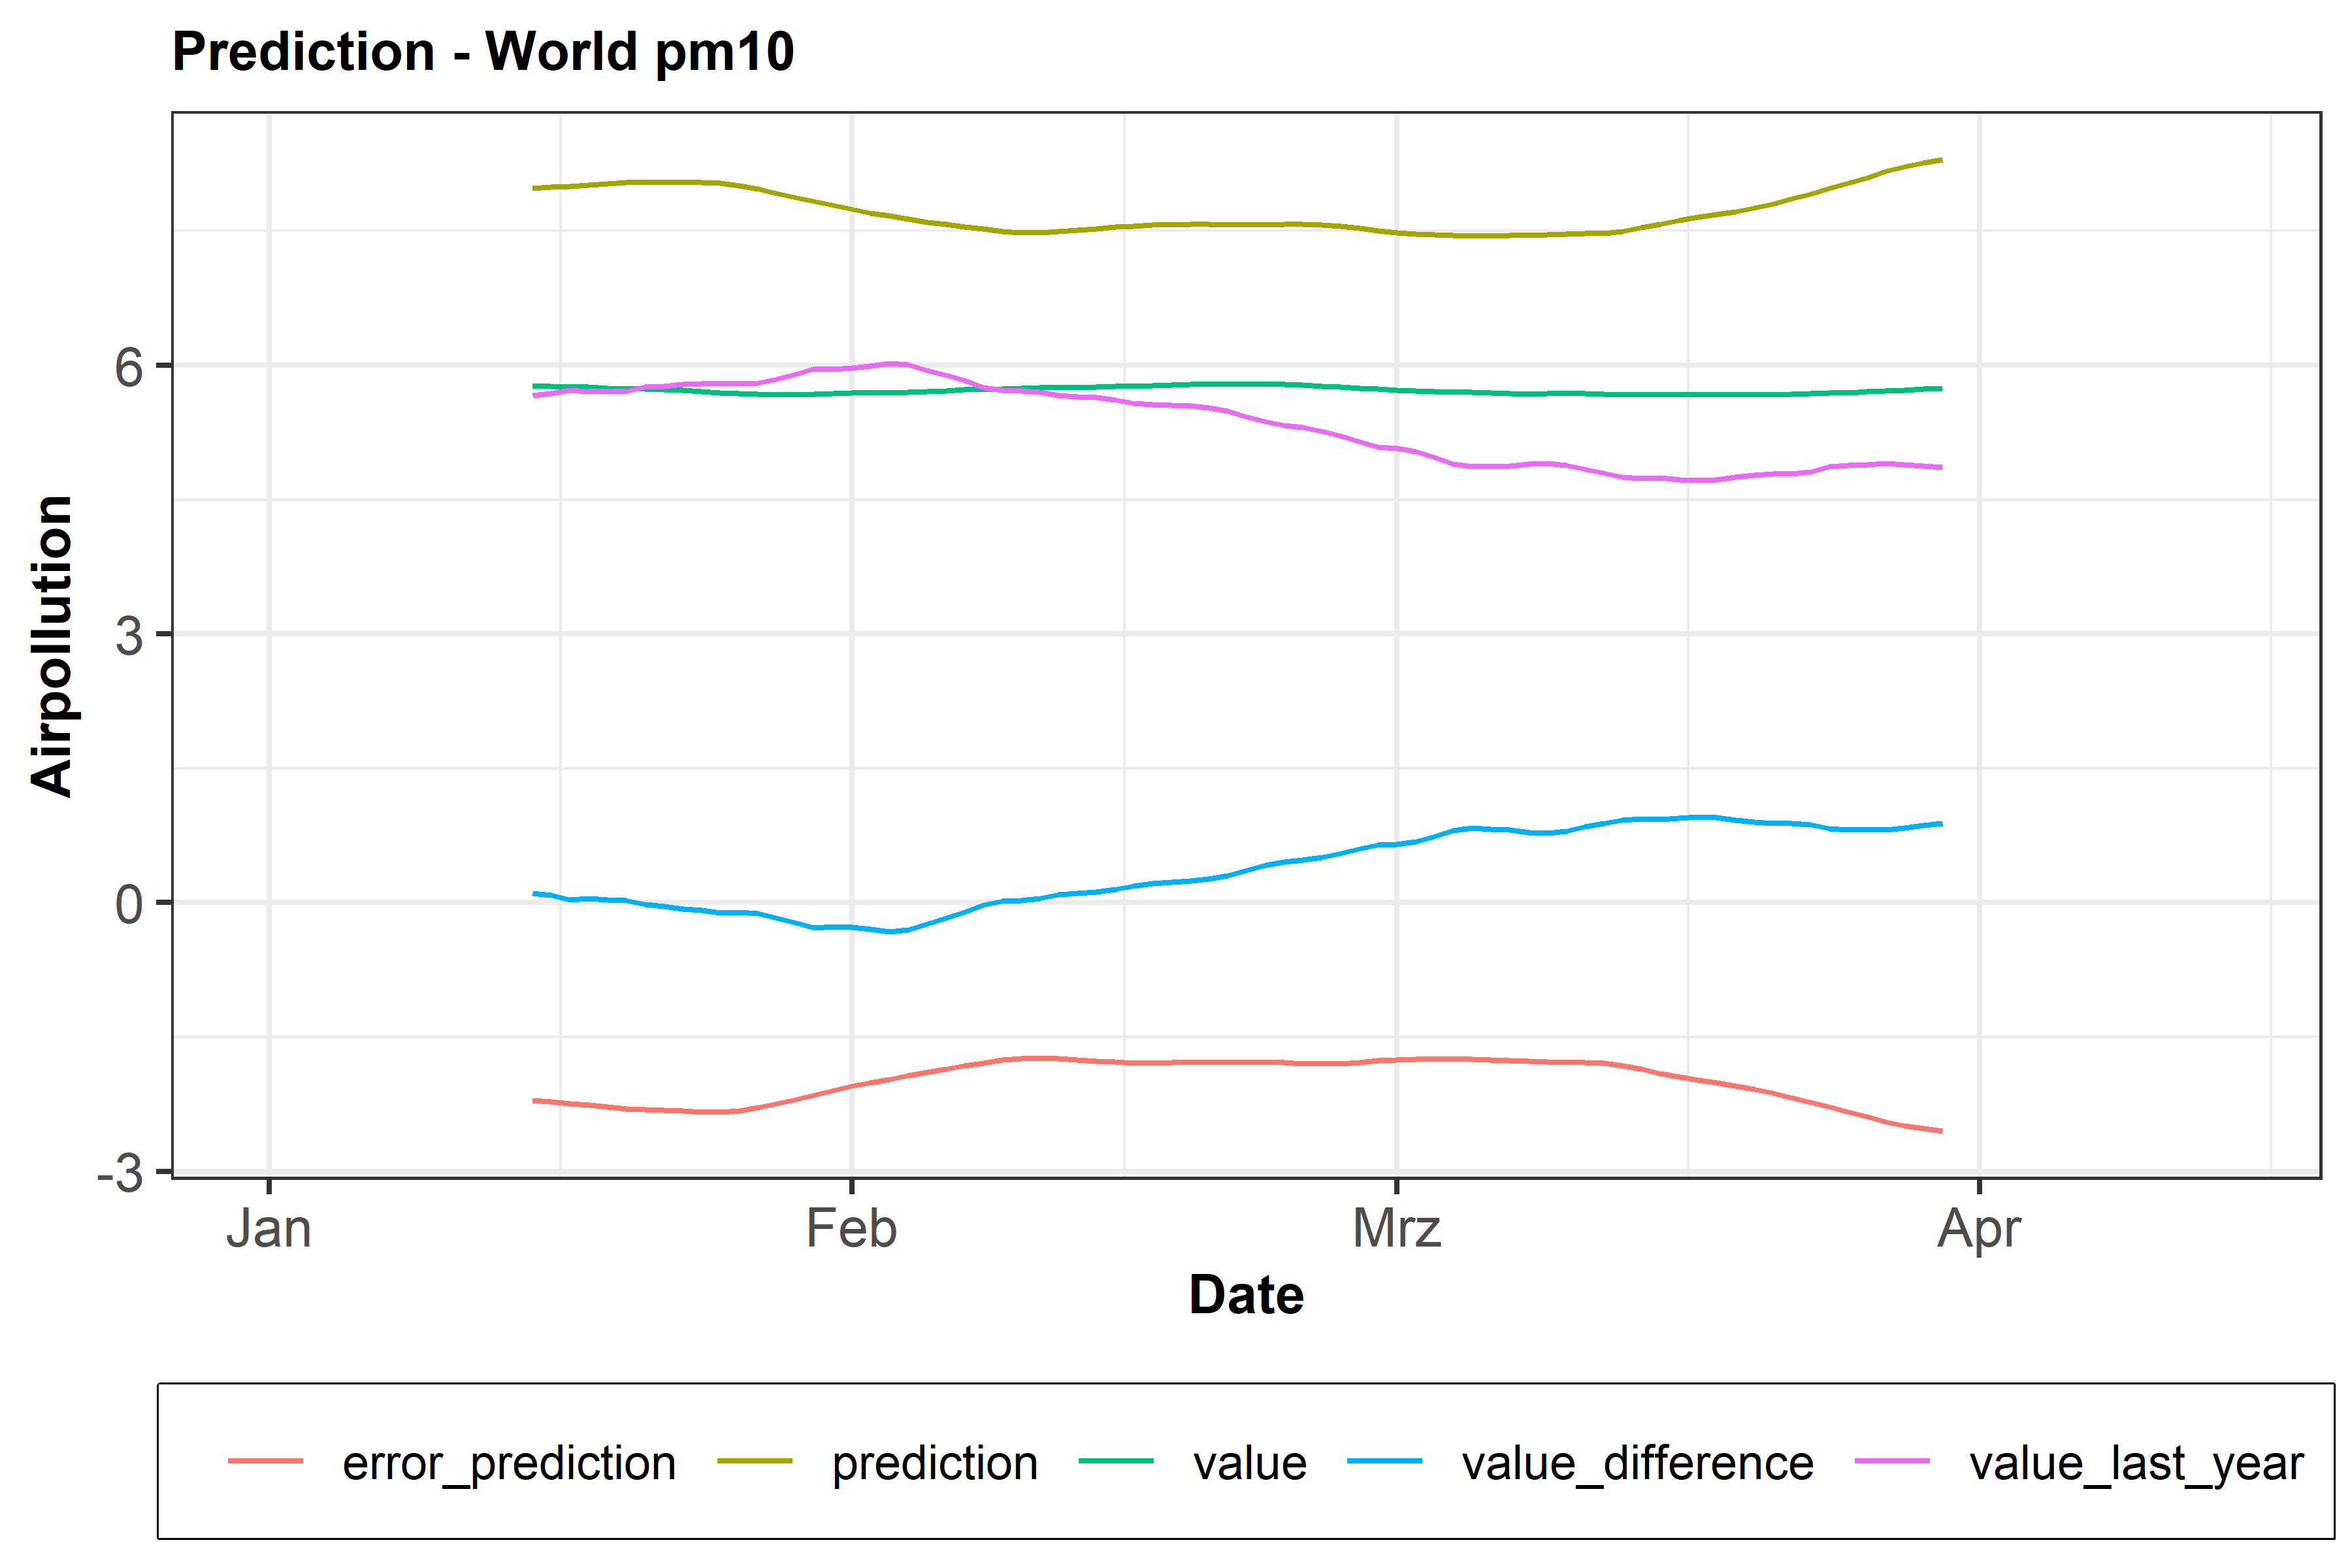 Prediction - World pm10
Airpollution
6
3
0
-3
Jan Feb Mrz Apr
Date
error_prediction prediction value value_difference value_last_year